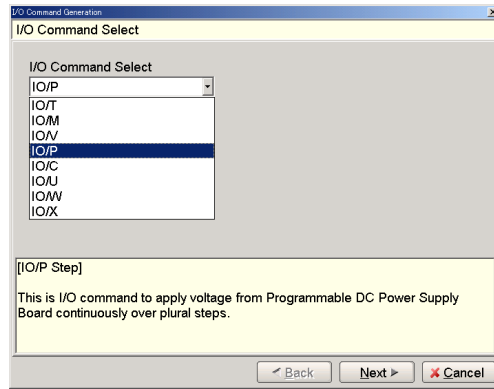 I/O Command Generation
I/O Command Select
I/O Command Select
IO/P
IO/T
IO/M
IO/V
IO/P
IO/C
IO/U
IO/W
IO/X
[IO/P Step]
This is I/O command to apply voltage from Programmable DC Power Supply
Board continuously over plural steps.
Back Next Cancel